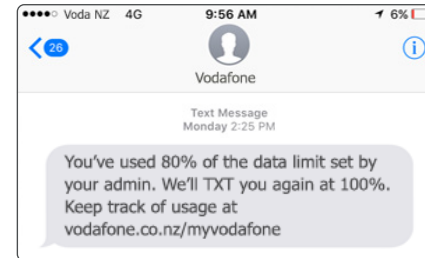 Voda NZ 4G 9:56 AM 6%
26
Vodafone
Text Message
Monday 2:25 PM
You've used 80% of the data limit set by
your admin. We'll TXT you again at 100%.
Keep track of usage at
vodafone.co.nz/myvodafone